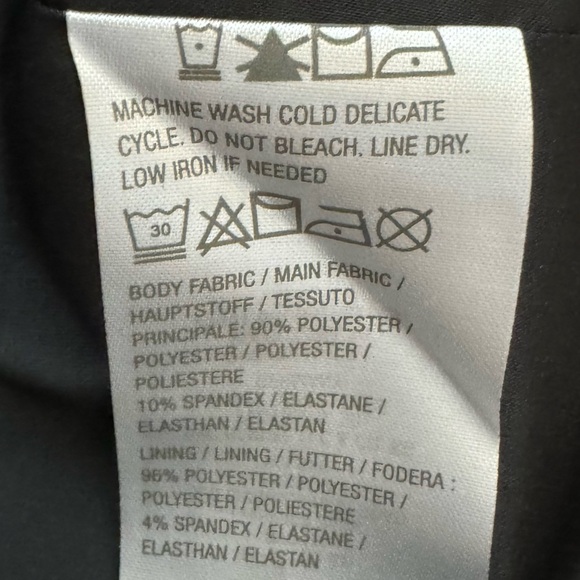 MACHINE WASH COLD DELICATE
CYCLE. DO NOT BLEACH. LINE DRY.
LOW IRON IF NEEDED
30
BODY FABRIC / MAIN FABRIC /
HAUPTSTOFF / TESSUTO
PRINCIPALE: 90% POLYESTER /
POLYESTER / POLYESTER /
POLIESTERE
10% SPANDEX / ELASTANE /
ELASTHAN / ELASTAN
LINING / LINING / FUTTER / FODERA :
96% POLYESTER / POLYESTER /
POLYESTER / POLIESTERE
4% SPANDEX / ELASTANE /
ELASTHAN / ELASTAN